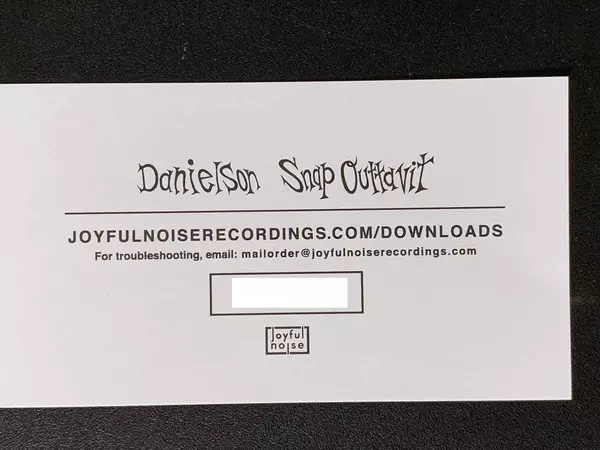 Danielson Snap Outtavit
JOYFULNOISERECORDINGS.COM/DOWNLOADS
For troubleshooting, email: mailorder@joyfulnoiserecordings.com
joyful
noise